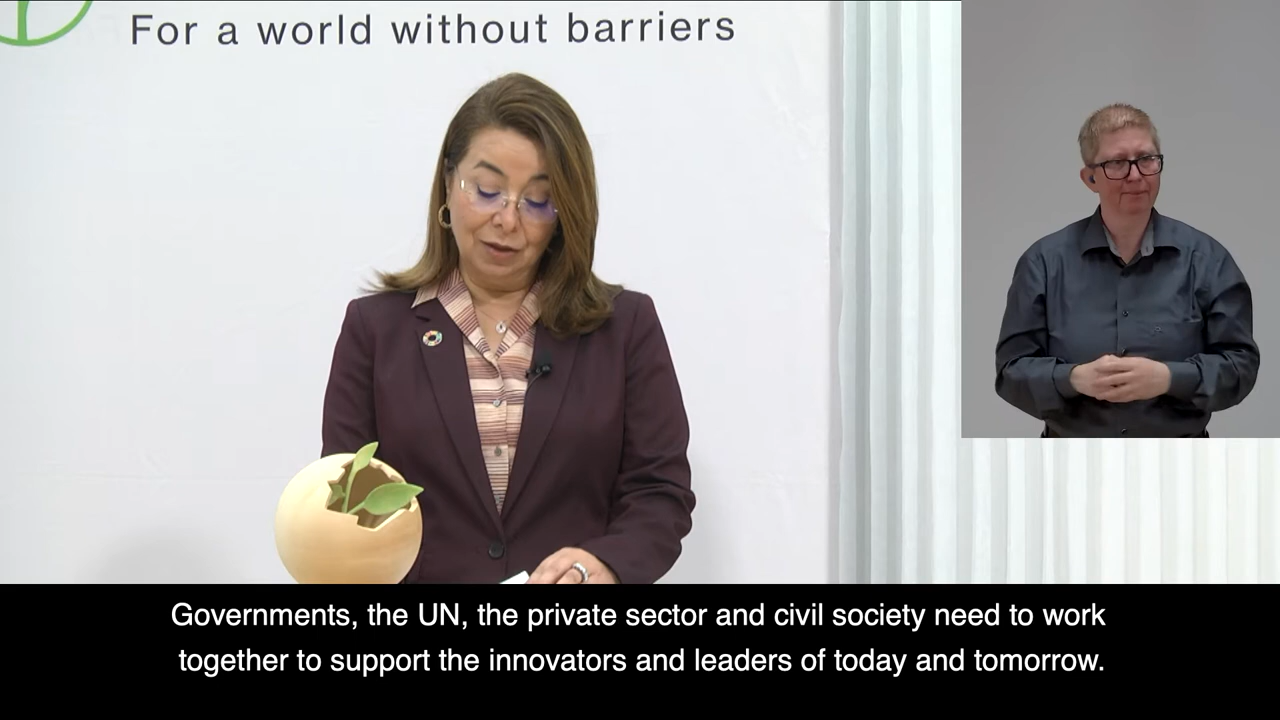 For a world without barriers
Governments, the UN, the private sector and civil society need to work
together to support the innovators and leaders of today and tomorrow.